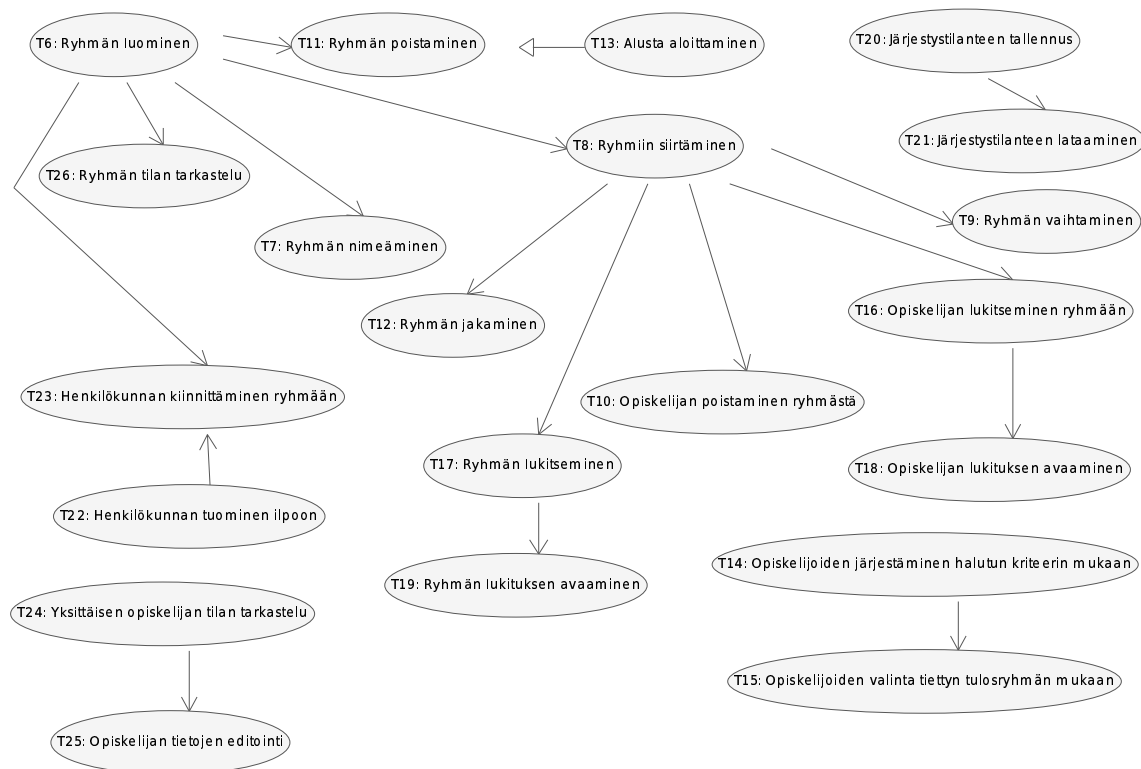 T6: Ryhmän luominen
T11: Ryhmän poistaminen
T13: Alusta aloittaminen
T20: Järjestystilanteen tallennus
T8: Ryhmiin siirtäminen
T21: Järjestystilanteen lataaminen
T26: Ryhmän tilan tarkastelu
T9: Ryhmän vaihtaminen
T7: Ryhmän nimeäminen
T12: Ryhmän jakaminen
T16: Opiskelijan lukitseminen ryhmään
T23: Henkilökunnan kiinnittäminen ryhmään
T10: Opiskelijan poistaminen ryhmästä
T17: Ryhmän lukitseminen
T18: Opiskelijan lukituksen avaaminen
T22: Henkilökunnan tuominen ilpoon
T14: Opiskelijoiden järjestäminen halutun kriteerin mukaan
T19: Ryhmän lukituksen avaaminen
T24: Yksittäisen opiskelijan tilan tarkastelu
T15: Opiskelijoiden valinta tiettyn tulosryhmän mukaan
T25: Opiskelijan tietojen editointi